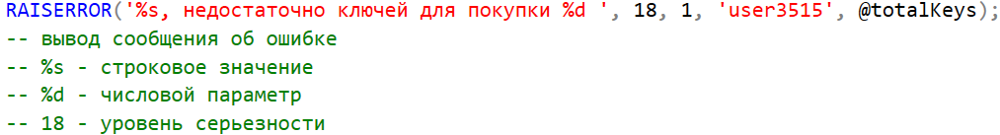 RAISERROR('%s, недостаточно ключей для покупки %d ', 18, 1, 'user3515', @totalKeys);
-- вывод сообщения об ошибке
-- %s - строковое значение
-- %d - числовой параметр
-- 18 - уровень серьезности